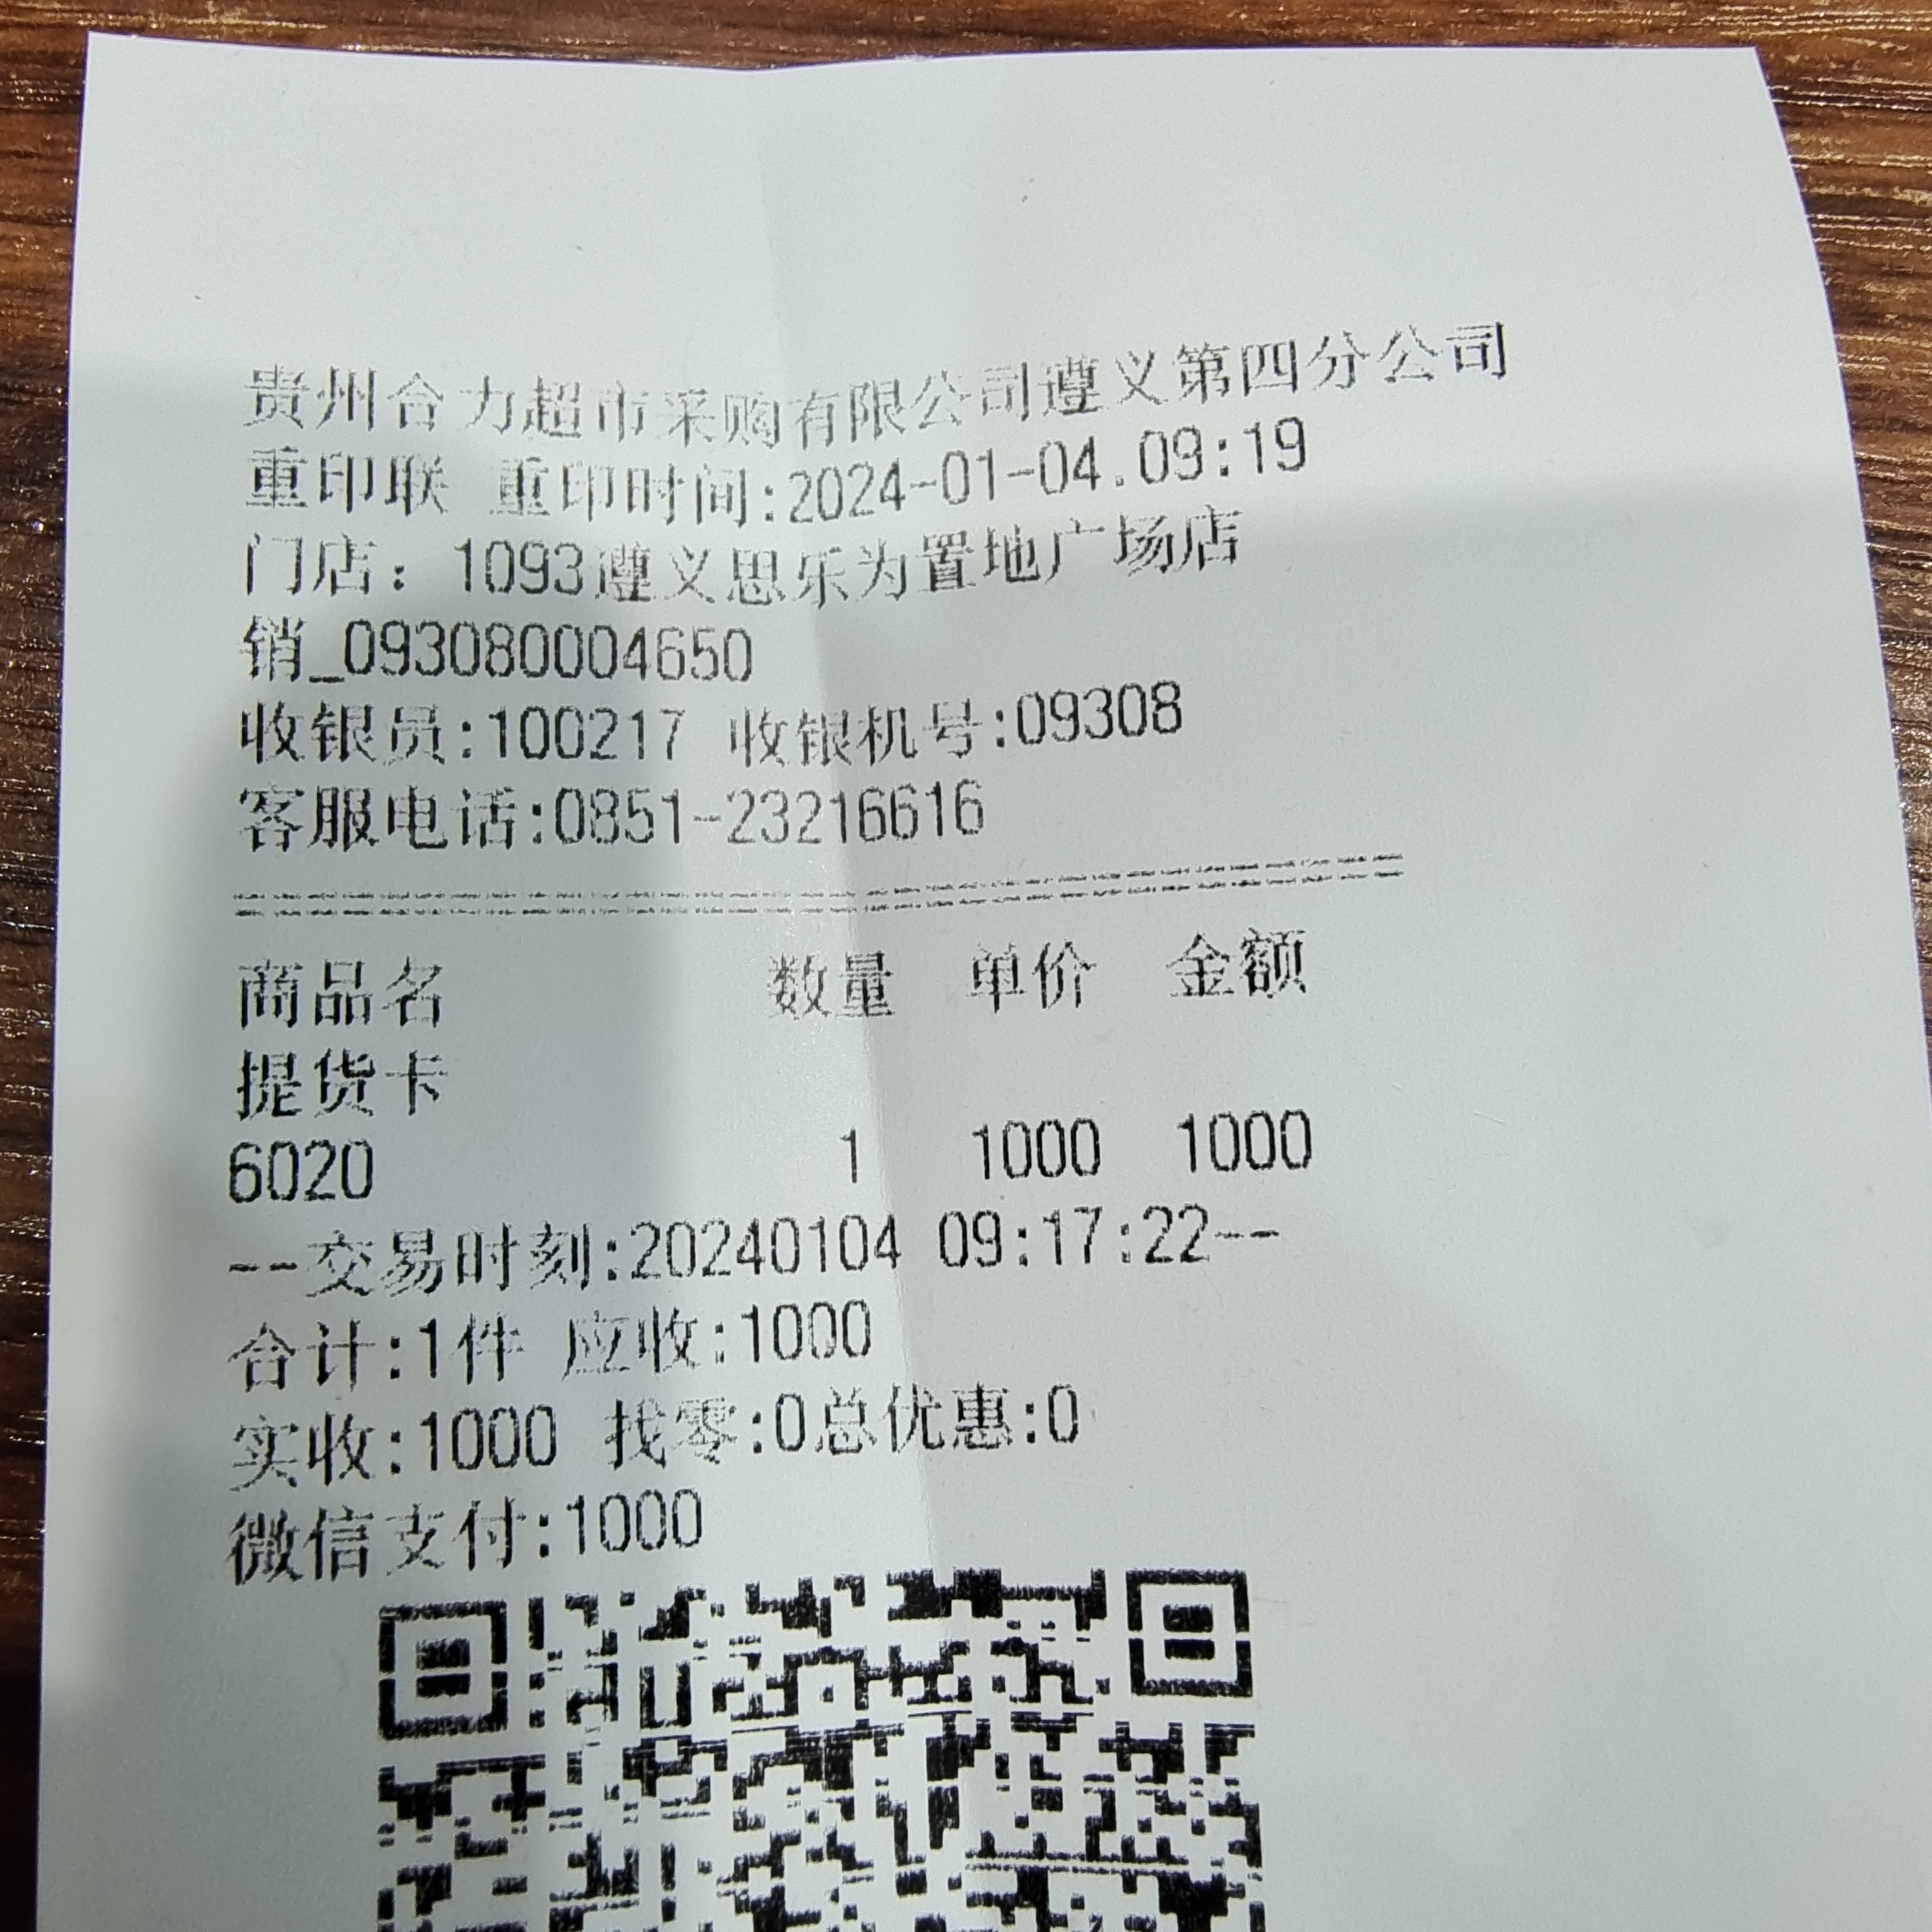 贵州合力超市采购有限公司遵义第四分公司
重印联 重印时间:2024-01-04.09:19
门店：1093遵义思乐为置地广场店
销_093080004650
收银员:100217 收银机号:09308
客服电话:0851-23216616
商品名 数量 单价 金额
提货卡
6020 1 1000 1000
--交易时刻:20240104 09:17:22--
合计:1件 应收:1000
实收:1000 找零:0总优惠:0
微信支付:1000